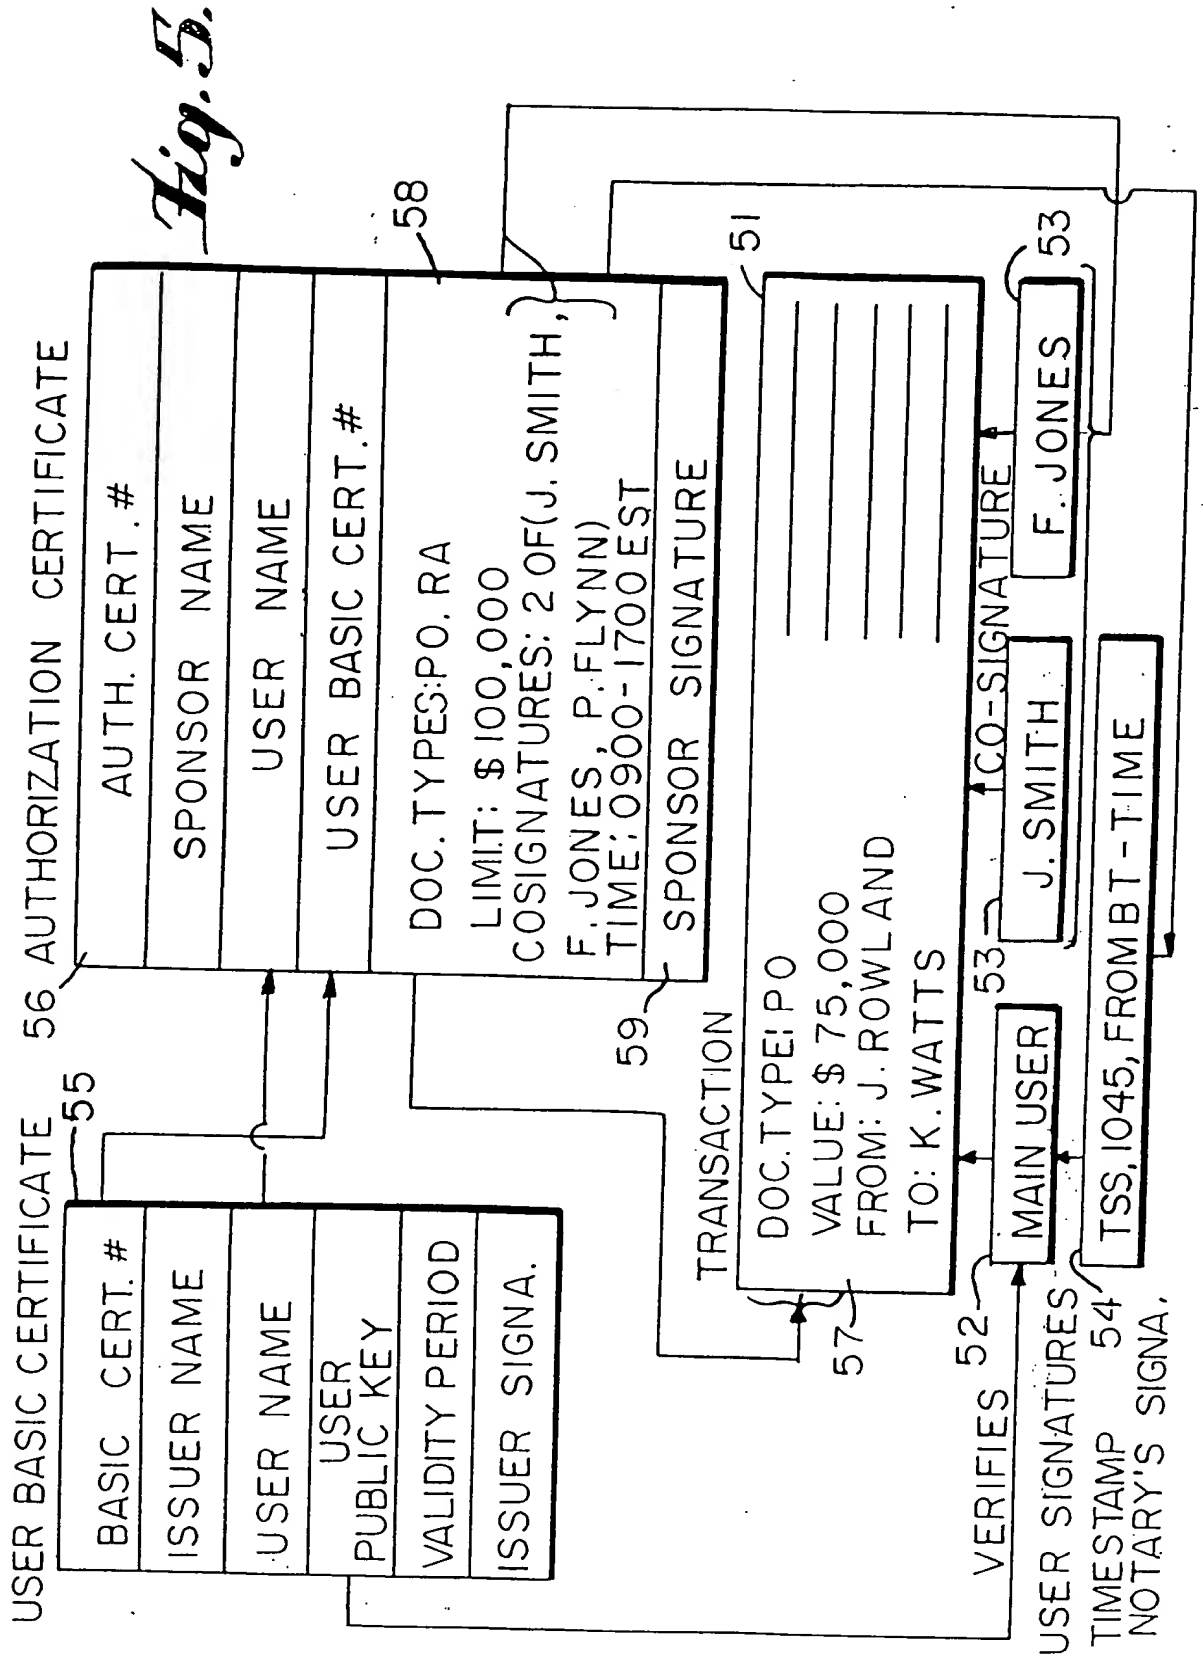 Fig. 5.
USER BASIC CERTIFICATE
55
BASIC CERT. #
ISSUER NAME
USER NAME
USER
PUBLIC KEY
VALIDITY PERIOD
ISSUER SIGNA.
56 AUTHORIZATION CERTIFICATE
AUTH. CERT. #
SPONSOR NAME
USER NAME
USER BASIC CERT. #
58
DOC. TYPES: PO, RA
LIMIT: $100,000
COSIGNATURES: 2 OF (J. SMITH,
F. JONES, P. FLYNN)
TIME: 0900-1700 EST
59
SPONSOR SIGNATURE
TRANSACTION
51
DOC. TYPE: PO
VALUE: $75,000
FROM: J. ROWLAND
TO: K. WATTS
57
VERIFIES
52
53
CO-SIGNATURE
53
USER SIGNATURES
MAIN USER
J. SMITH
F. JONES
TIMESTAMP
NOTARY'S SIGNA.
54
TSS, 1045, FROM BT-TIME